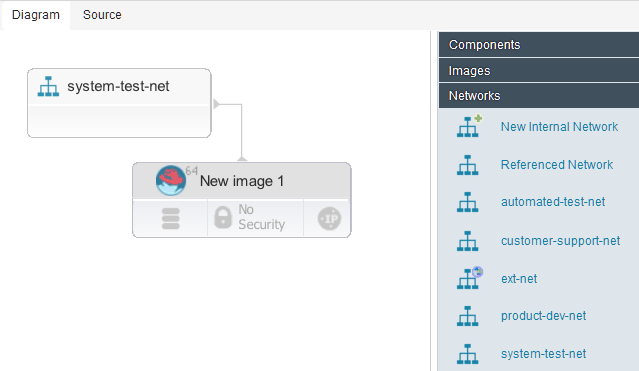 Diagram
Source
system-test-net
64
New image 1
No
Security
IP
Components
Images
Networks
New Internal Network
Referenced Network
automated-test-net
customer-support-net
ext-net
product-dev-net
system-test-net